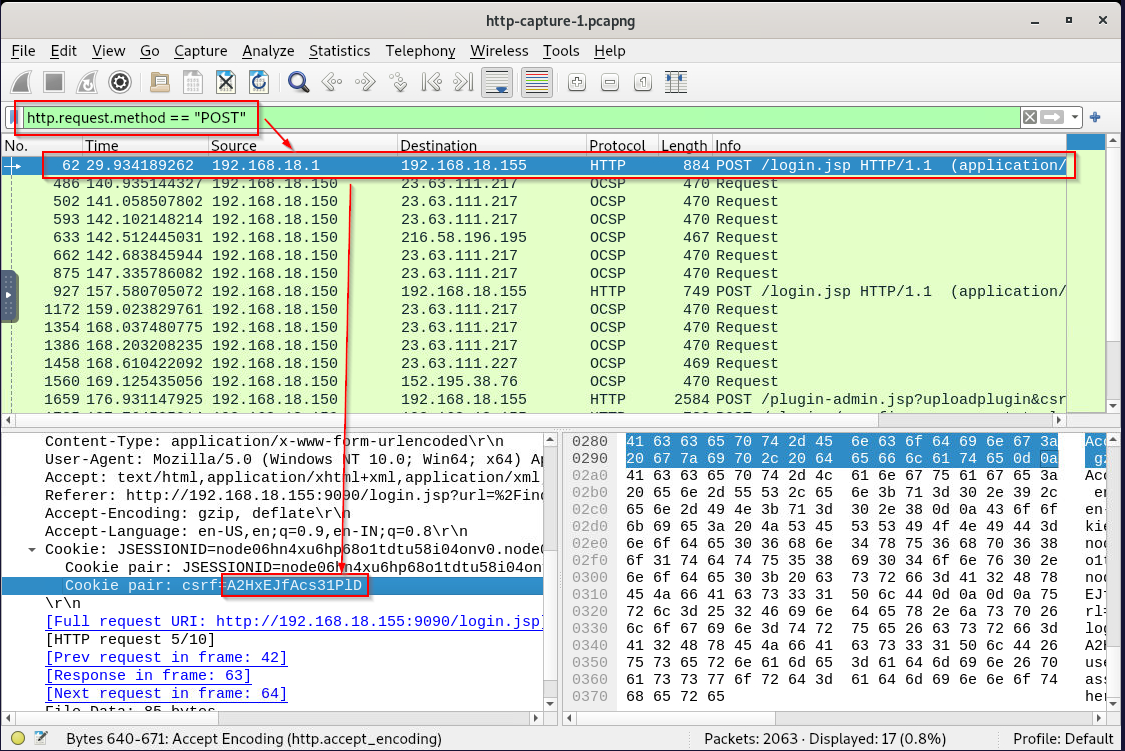 http-capture-1.pcapng
File Edit View Go Capture Analyze Statistics Telephony Wireless Tools Help
http.request.method == "POST"
No. Time Source Destination Protocol Length Info
62 29.934189262 192.168.18.1 192.168.18.155 HTTP 884 POST /login.jsp HTTP/1.1 (application/
486 140.935144327 192.168.18.150 23.63.111.217 OCSP 470 Request
502 141.058507802 192.168.18.150 23.63.111.217 OCSP 470 Request
593 142.102148214 192.168.18.150 23.63.111.217 OCSP 470 Request
633 142.512445031 192.168.18.150 216.58.196.195 OCSP 467 Request
662 142.683845944 192.168.18.150 23.63.111.217 OCSP 470 Request
875 147.335786082 192.168.18.150 23.63.111.217 OCSP 470 Request
927 157.580705072 192.168.18.150 192.168.18.155 HTTP 749 POST /login.jsp HTTP/1.1 (application/
1172 159.023829761 192.168.18.150 23.63.111.217 OCSP 470 Request
1354 168.037480775 192.168.18.150 23.63.111.217 OCSP 470 Request
1386 168.203208235 192.168.18.150 23.63.111.217 OCSP 470 Request
1458 168.610422092 192.168.18.150 23.63.111.227 OCSP 469 Request
1560 169.125435056 192.168.18.150 152.195.38.76 OCSP 470 Request
1659 176.931147925 192.168.18.150 192.168.18.155 HTTP 2584 POST /plugin-admin.jsp?uploadplugin&csr
Content-Type: application/x-www-form-urlencoded\r\n
User-Agent: Mozilla/5.0 (Windows NT 10.0; Win64; x64) Ap
Accept: text/html,application/xhtml+xml,application/xml,
Referer: http://192.168.18.155:9090/login.jsp?url=%2Find
Accept-Encoding: gzip, deflate\r\n
Accept-Language: en-US,en;q=0.9,en-IN;q=0.8\r\n
Cookie: JSESSIONID=node06hn4xu6hp68o1tdtu58i04onv0.node0
Cookie pair: JSESSIONID=node06hn4xu6hp68o1tdtu58i04on
Cookie pair: csrf=A2HxEJfAcs31PlD
\r\n
[Full request URI: http://192.168.18.155:9090/login.jsp]
[HTTP request 5/10]
[Prev request in frame: 42]
[Response in frame: 63]
[Next request in frame: 64]
File Data: 85 bytes
0280 41 63 63 65 70 74 2d 45 6e 63 6f 64 69 6e 67 3a Acc
0290 20 67 7a 69 70 2c 20 64 65 66 6c 61 74 65 0d 0a gz
02a0 41 63 63 65 70 74 2d 4c 61 6e 67 75 61 67 65 3a Acc
02b0 20 65 6e 2d 55 53 2c 65 6e 3b 71 3d 30 2e 39 2c en
02c0 65 6e 2d 49 4e 3b 71 3d 30 2e 38 0d 0a 43 6f 6f en-
02d0 6b 69 65 3a 20 4a 53 45 53 53 49 4f 4e 49 44 3d kie
02e0 6e 6f 64 65 30 36 68 6e 34 78 75 36 68 70 36 38 nod
02f0 6f 31 74 64 74 75 35 38 69 30 34 6f 6e 76 30 2e o1t
0300 6e 6f 64 65 30 3b 20 63 73 72 66 3d 41 32 48 78 nod
0310 45 4a 66 41 63 73 33 31 50 6c 44 0d 0a 0d 0a 75 EJf
0320 72 6c 3d 25 32 46 69 6e 64 65 78 2e 6a 73 70 26 rl=
0330 6c 6f 67 69 6e 3d 74 72 75 65 26 63 73 72 66 3d log
0340 41 32 48 78 45 4a 66 41 63 73 33 31 50 6c 44 26 A2H
0350 75 73 65 72 6e 61 6d 65 3d 61 64 6d 69 6e 26 70 use
0360 61 73 73 77 6f 72 64 3d 61 64 6d 69 6e 6e 6f 74 ass
0370 68 65 72 65 her
Bytes 640-671: Accept Encoding (http.accept_encoding) Packets: 2063 · Displayed: 17 (0.8%) Profile: Default